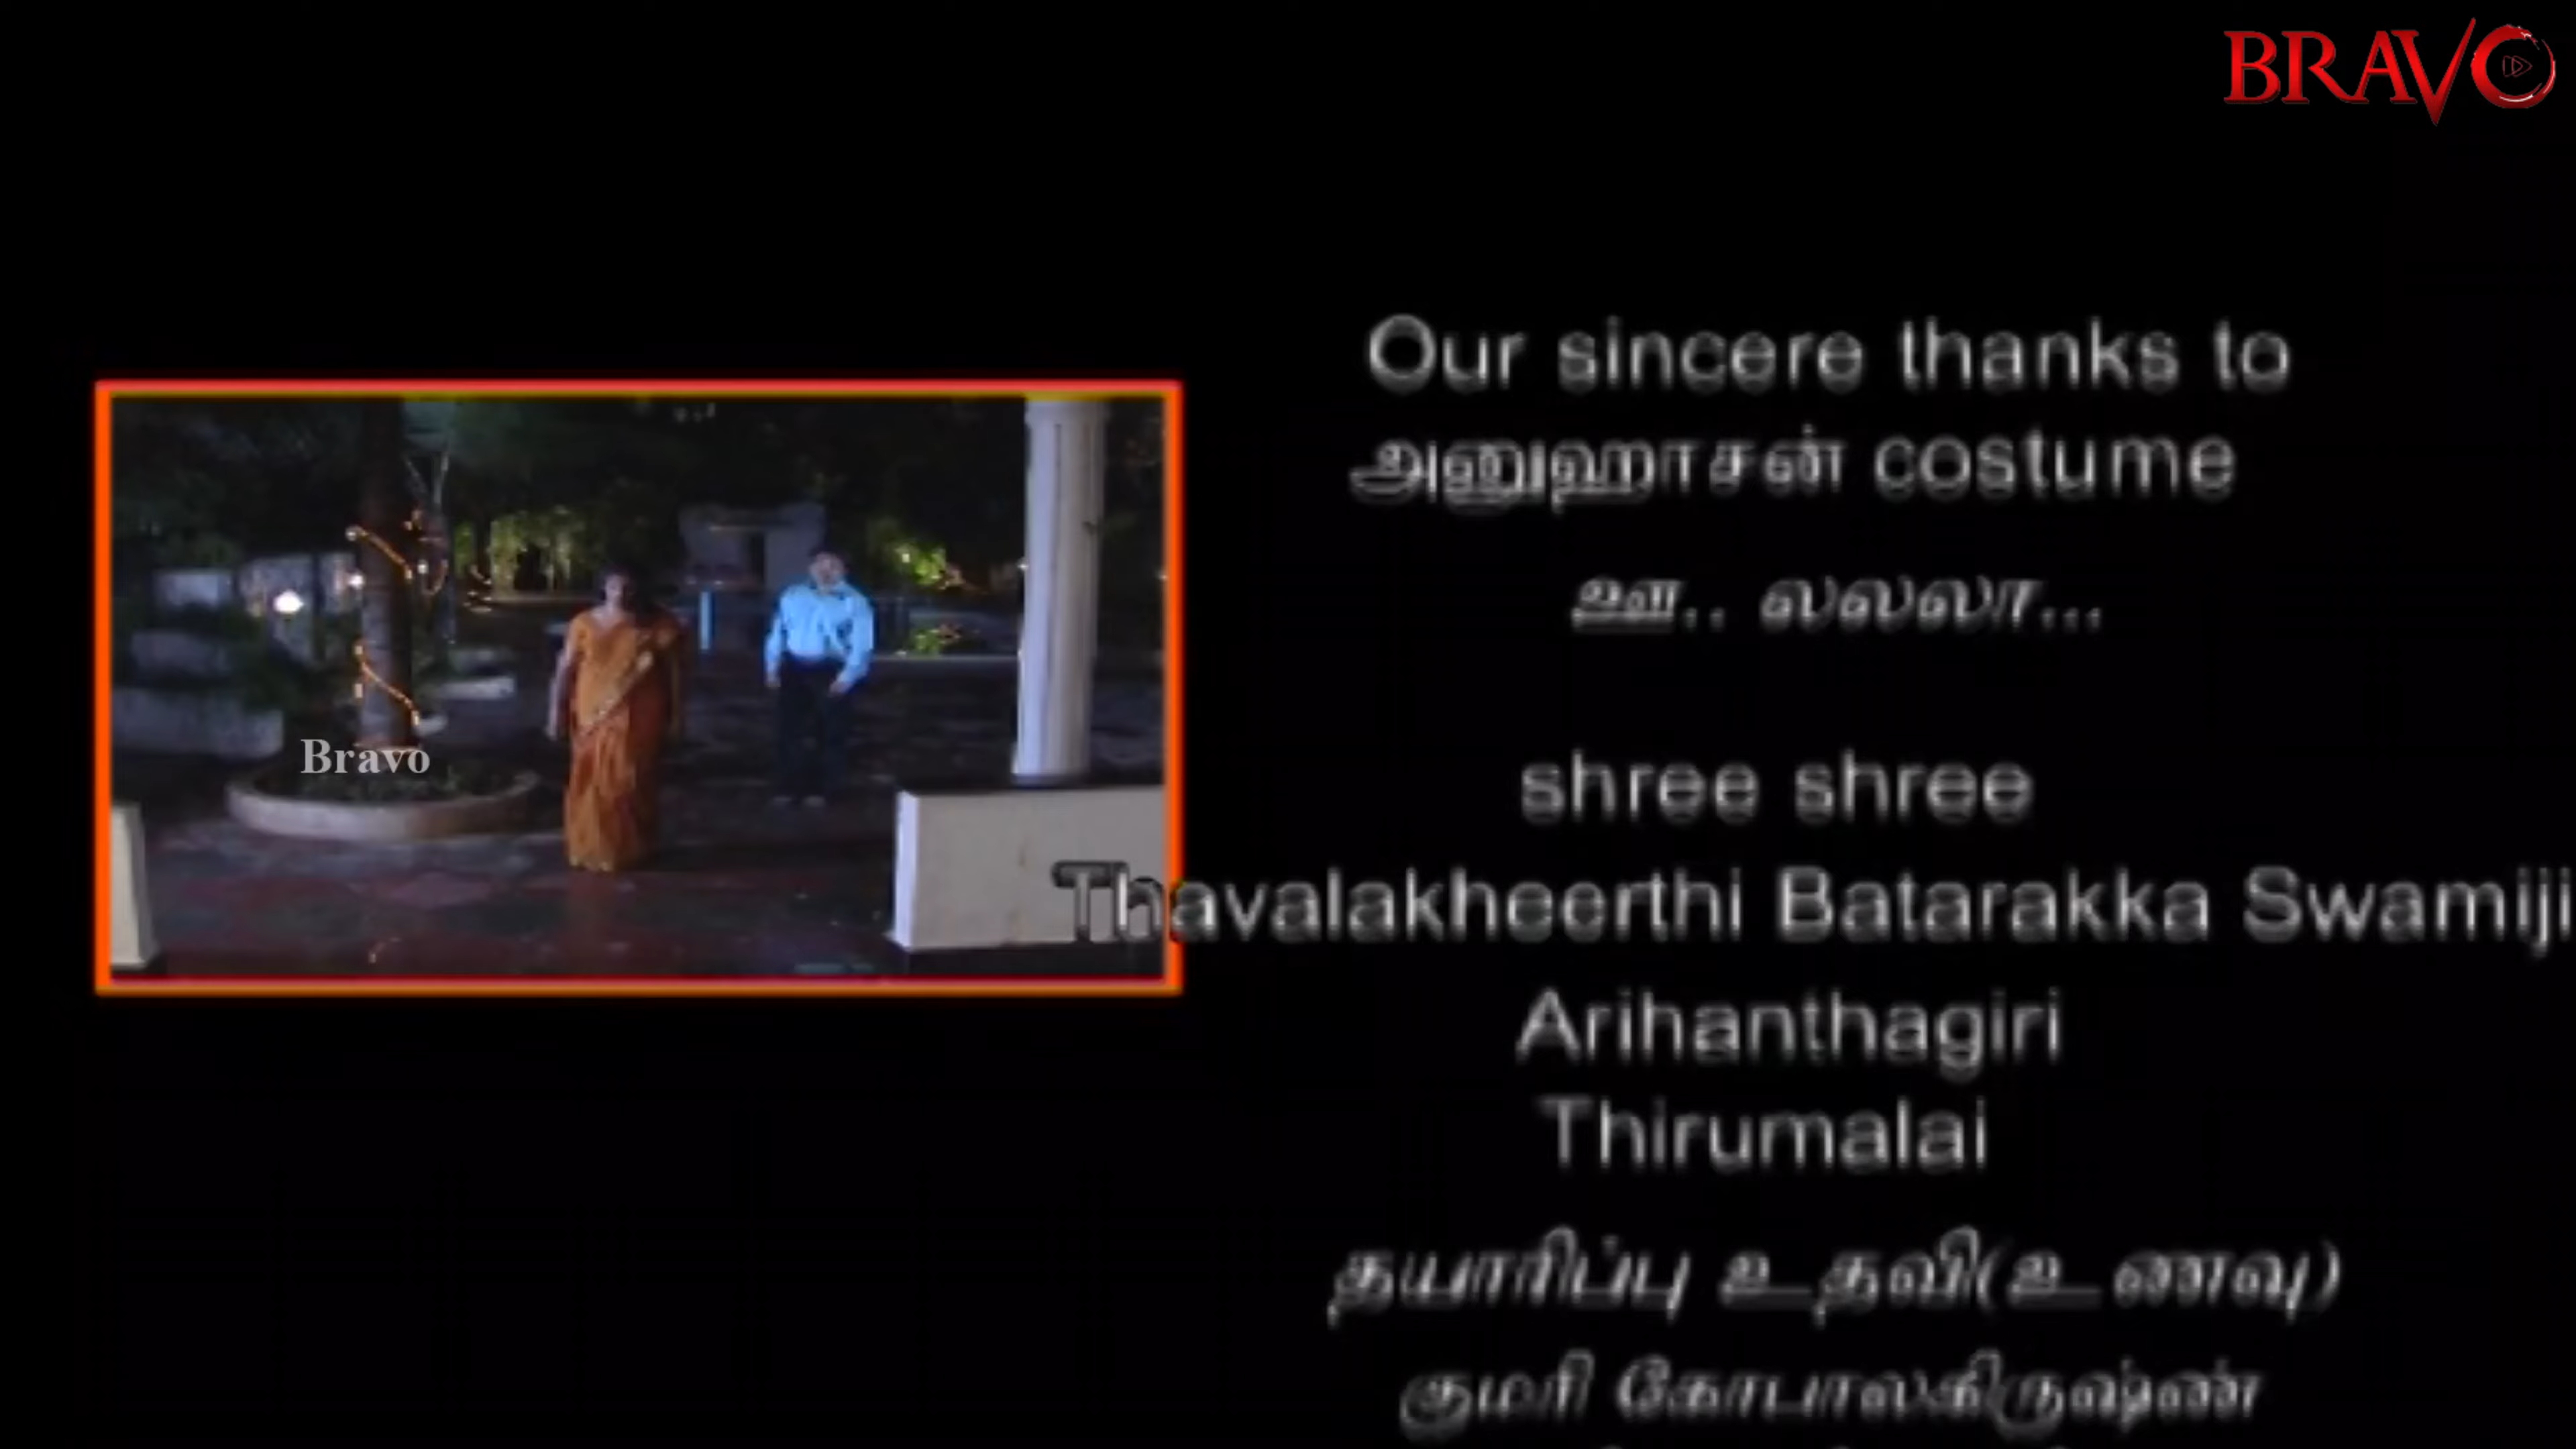 BRAVO
Our sincere thanks to
அனுஹாசன் costume
ஊ.. லலலா...
shree shree
Bravo
Thavalakheerthi Batarakka Swamiji
Arihanthagiri
Thirumalai
தயாரிப்பு உதவி(உணவு)
குமரி கோபாலகிருஷ்ண்